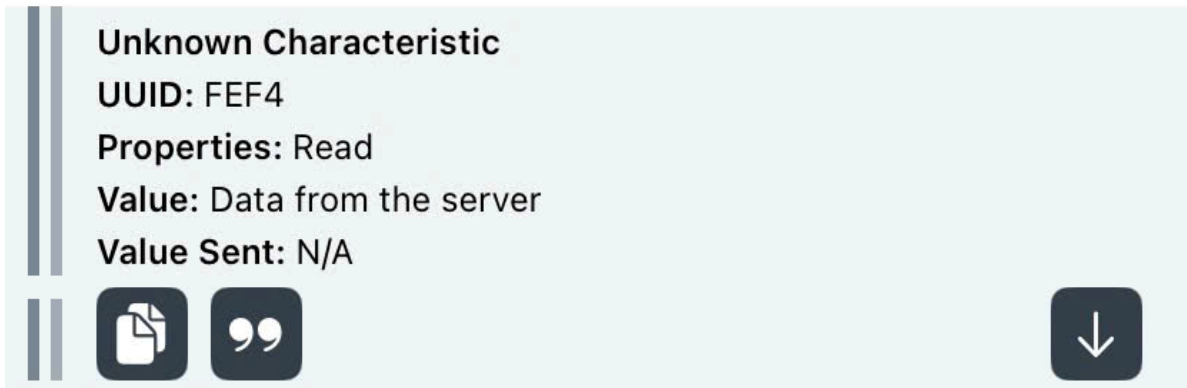 Unknown Characteristic
UUID: FEF4
Properties: Read
Value: Data from the server
Value Sent: N/A